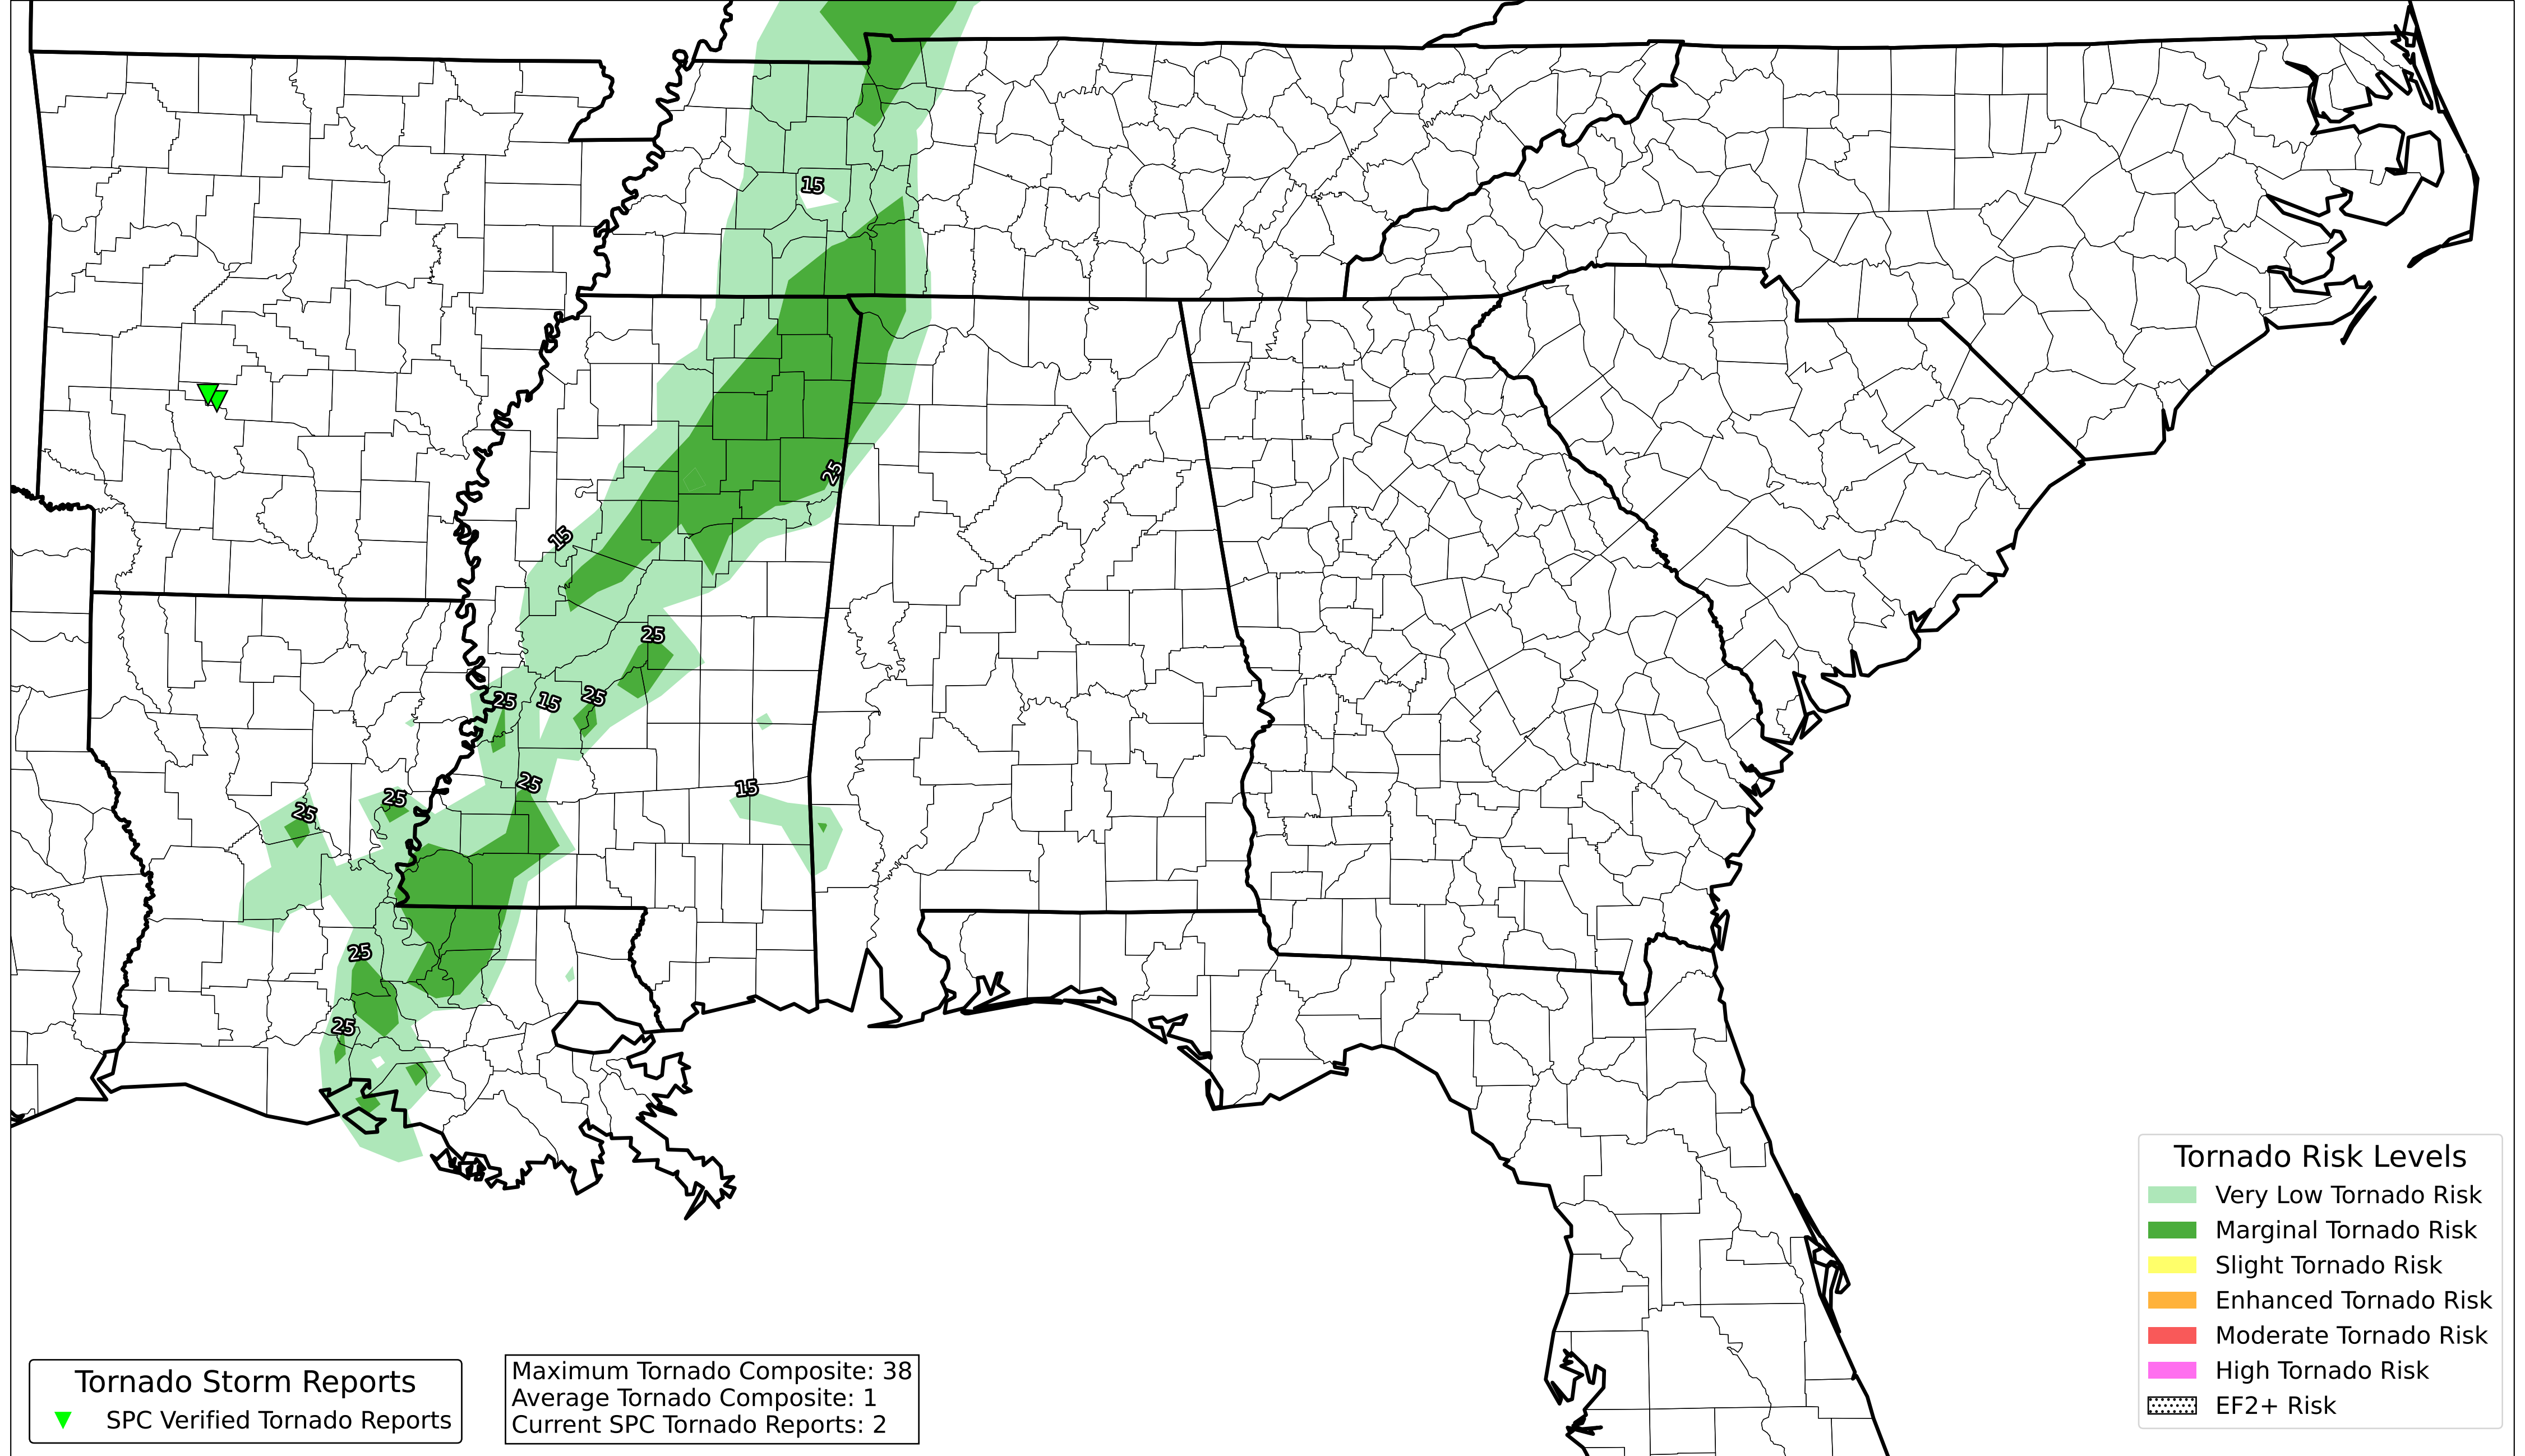 15
25
15
25
25
15
25
25
15
25
25
25
25
Tornado Risk Levels
Very Low Tornado Risk
Marginal Tornado Risk
Slight Tornado Risk
Enhanced Tornado Risk
Moderate Tornado Risk
High Tornado Risk
EF2+ Risk
Tornado Storm Reports
SPC Verified Tornado Reports
Maximum Tornado Composite: 38
Average Tornado Composite: 1
Current SPC Tornado Reports: 2